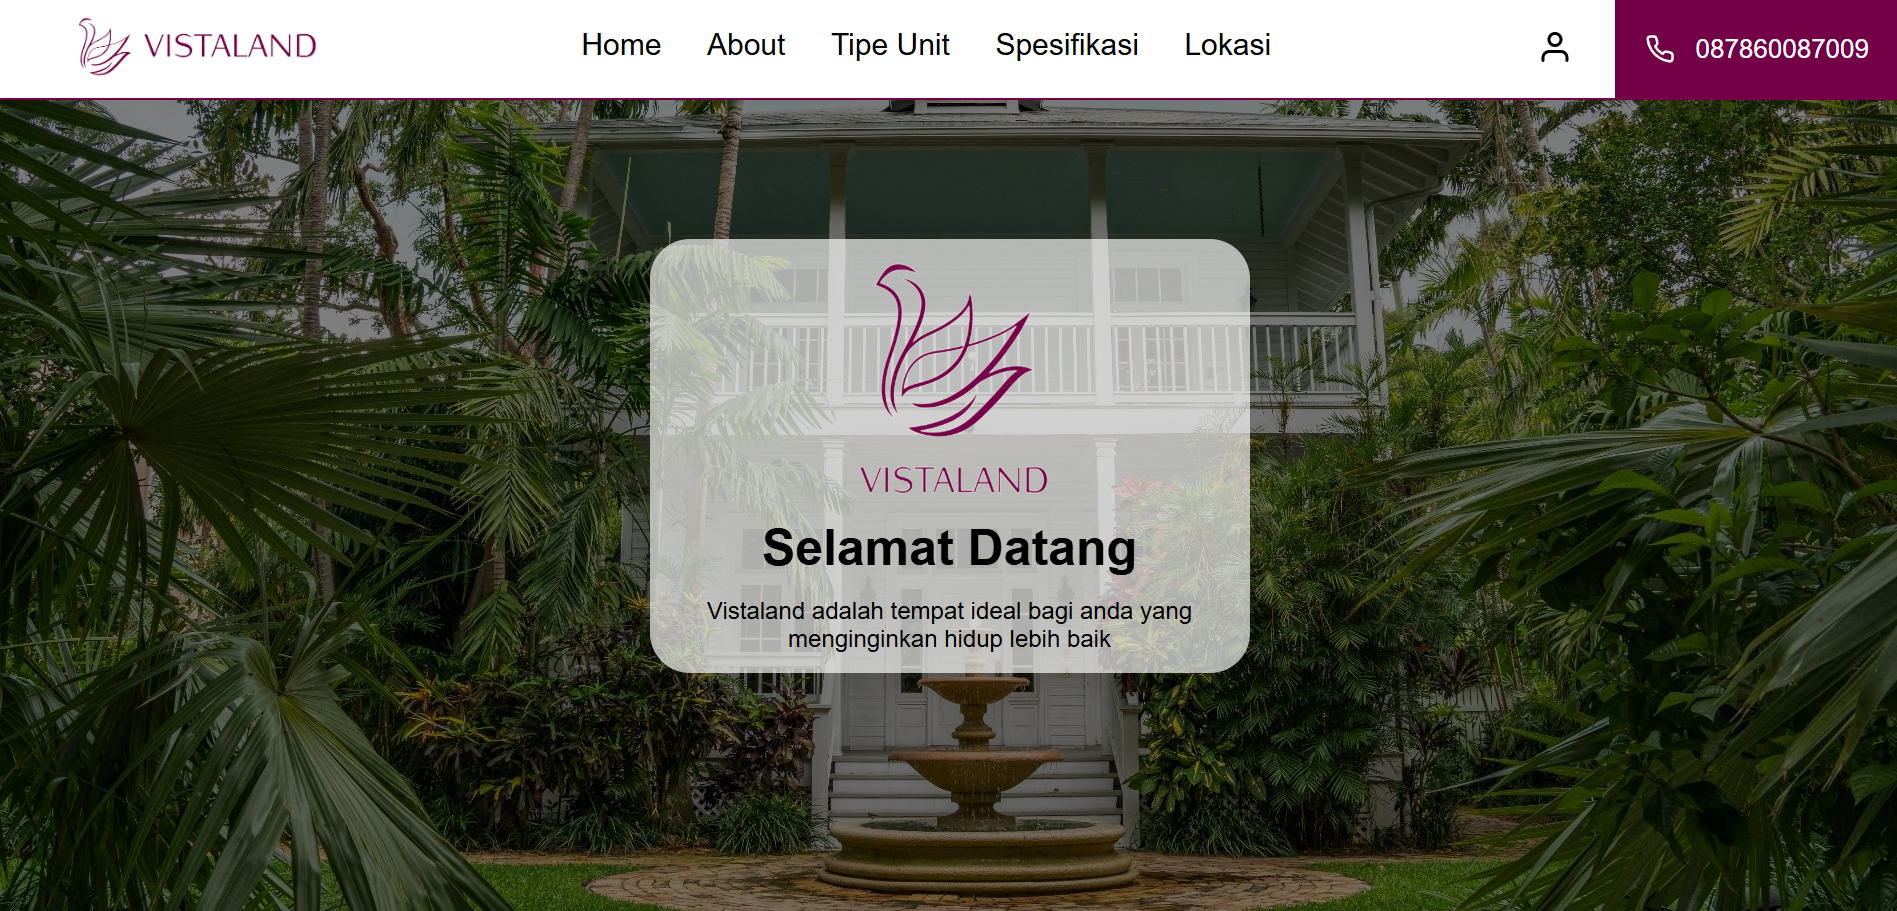 VISTALAND
Home About Tipe Unit Spesifikasi Lokasi
087860087009
VISTALAND
Selamat Datang
Vistaland adalah tempat ideal bagi anda yang
menginginkan hidup lebih baik